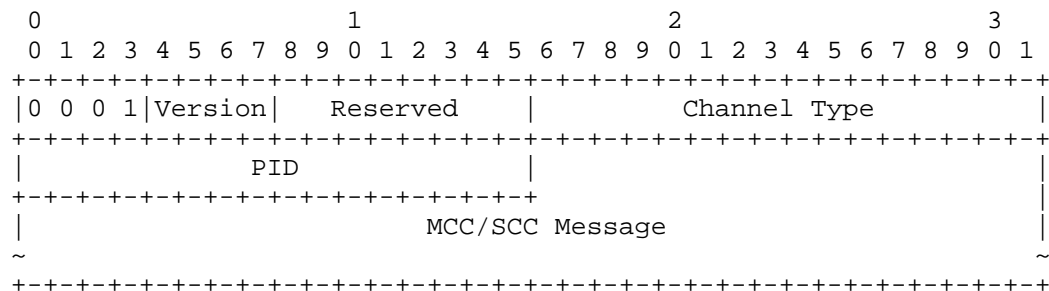 0                   1                   2                   3
 0 1 2 3 4 5 6 7 8 9 0 1 2 3 4 5 6 7 8 9 0 1 2 3 4 5 6 7 8 9 0 1
+-+-+-+-+-+-+-+-+-+-+-+-+-+-+-+-+-+-+-+-+-+-+-+-+-+-+-+-+-+-+-+-+
|0 0 0 1|Version|   Reserved    |         Channel Type          |
+-+-+-+-+-+-+-+-+-+-+-+-+-+-+-+-+-+-+-+-+-+-+-+-+-+-+-+-+-+-+-+-+
|              PID              |                               |
+-+-+-+-+-+-+-+-+-+-+-+-+-+-+-+-+                               |
|                         MCC/SCC Message                       |
~                                                               ~
+-+-+-+-+-+-+-+-+-+-+-+-+-+-+-+-+-+-+-+-+-+-+-+-+-+-+-+-+-+-+-+-+